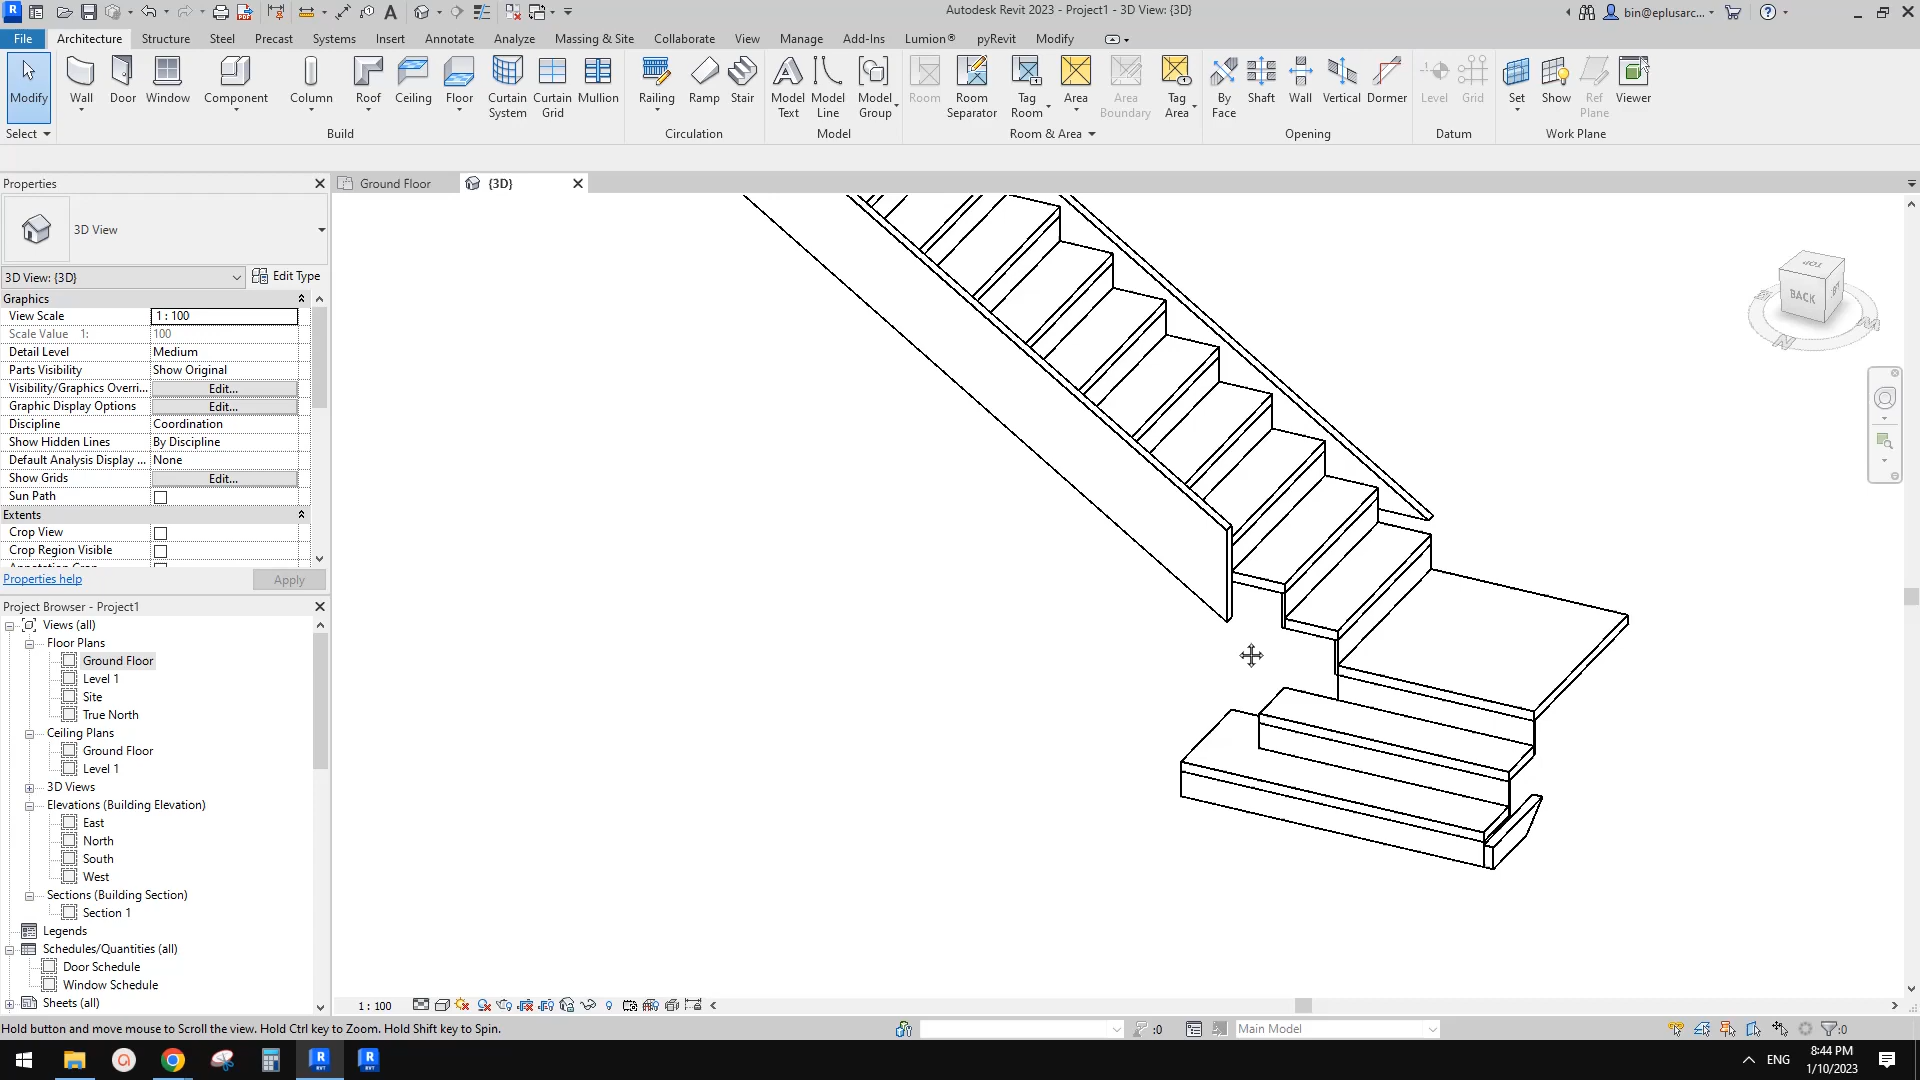 Autodesk Revit 2023 - Project1 - 3D View: {3D}
bin@eplusarc...
File Architecture Structure Steel Precast Systems Insert Annotate Analyze Massing & Site Collaborate View Manage Add-Ins Lumion® pyRevit Modify
Modify Wall Door Window Component Column Roof Ceiling Floor Curtain System Curtain Grid Mullion Railing Ramp Stair Model Text Model Line Model Group Room Room Separator Tag Room Area Area Boundary Tag Area By Face Shaft Wall Vertical Dormer Level Grid Set Show Ref Plane Viewer
Select Build Circulation Model Room & Area Opening Datum Work Plane
Properties
Ground Floor
{3D}
3D View
3D View: {3D}
Edit Type
Graphics
View Scale 1 : 100
Scale Value 1: 100
Detail Level Medium
Parts Visibility Show Original
Visibility/Graphics Overri... Edit...
Graphic Display Options Edit...
Discipline Coordination
Show Hidden Lines By Discipline
Default Analysis Display ... None
Show Grids Edit...
Sun Path
Extents
Crop View
Crop Region Visible
Properties help
Apply
Project Browser - Project1
Views (all)
Floor Plans
Ground Floor
Level 1
Site
True North
Ceiling Plans
Ground Floor
Level 1
3D Views
Elevations (Building Elevation)
East
North
South
West
Sections (Building Section)
Section 1
Legends
Schedules/Quantities (all)
Door Schedule
Window Schedule
Sheets (all)
TOP
BACK
N
1 : 100
Hold button and move mouse to Scroll the view. Hold Ctrl key to Zoom. Hold Shift key to Spin.
:0
Main Model
:0
ENG
8:44 PM
1/10/2023